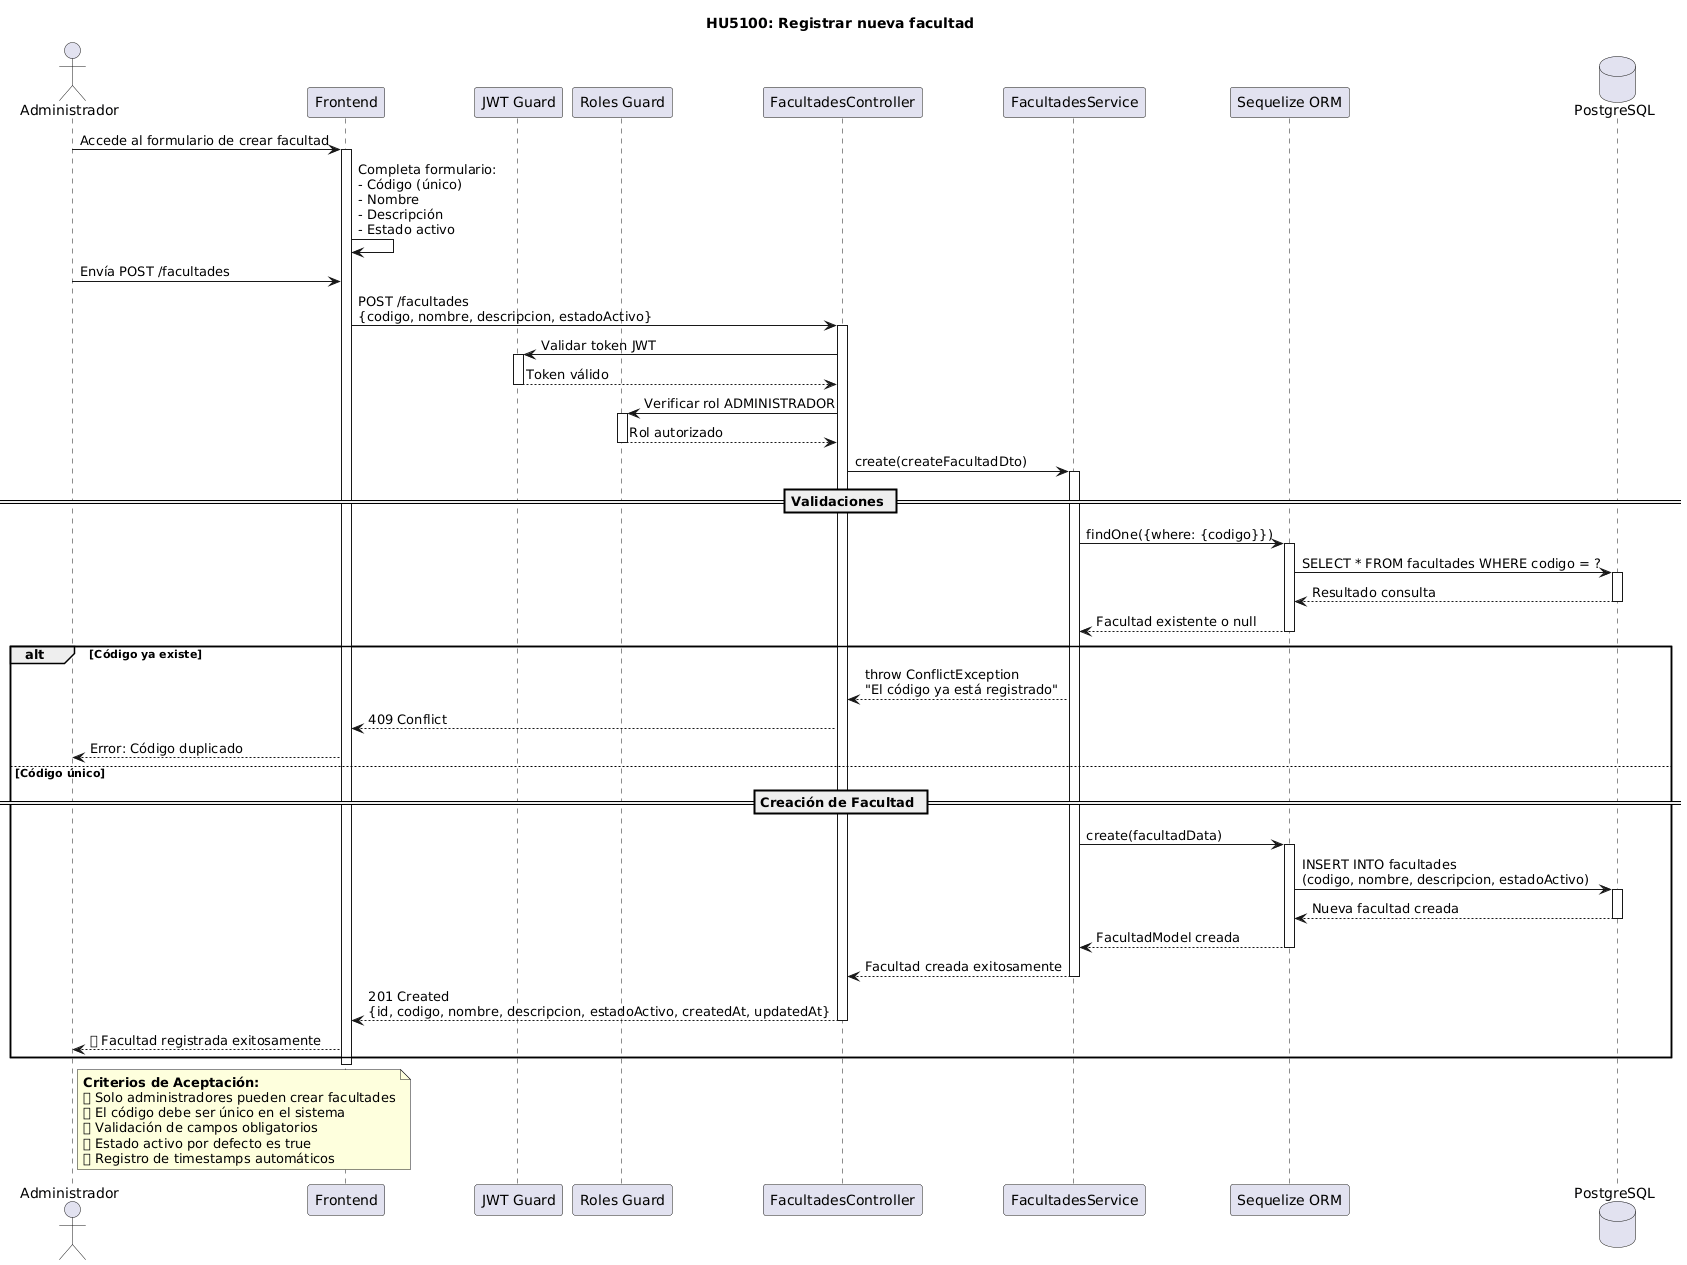 HU5100: Registrar nueva facultad
Administrador
Frontend
JWT Guard
Roles Guard
FacultadesController
FacultadesService
Sequelize ORM
PostgreSQL
Accede al formulario de crear facultad
Completa formulario:
- Código (único)
- Nombre
- Descripción
- Estado activo
Envía POST /facultades
POST /facultades
{codigo, nombre, descripcion, estadoActivo}
Validar token JWT
Token válido
Verificar rol ADMINISTRADOR
Rol autorizado
create(createFacultadDto)
Validaciones
findOne({where: {codigo}})
SELECT * FROM facultades WHERE codigo = ?
Resultado consulta
Facultad existente o null
alt
[Código ya existe]
throw ConflictException
"El código ya está registrado"
409 Conflict
Error: Código duplicado
[Código único]
Creación de Facultad
create(facultadData)
INSERT INTO facultades
(codigo, nombre, descripcion, estadoActivo)
Nueva facultad creada
FacultadModel creada
Facultad creada exitosamente
201 Created
{id, codigo, nombre, descripcion, estadoActivo, createdAt, updatedAt}
Facultad registrada exitosamente
Criterios de Aceptación:
Solo administradores pueden crear facultades
El código debe ser único en el sistema
Validación de campos obligatorios
Estado activo por defecto es true
Registro de timestamps automáticos
Administrador
Frontend
JWT Guard
Roles Guard
FacultadesController
FacultadesService
Sequelize ORM
PostgreSQL